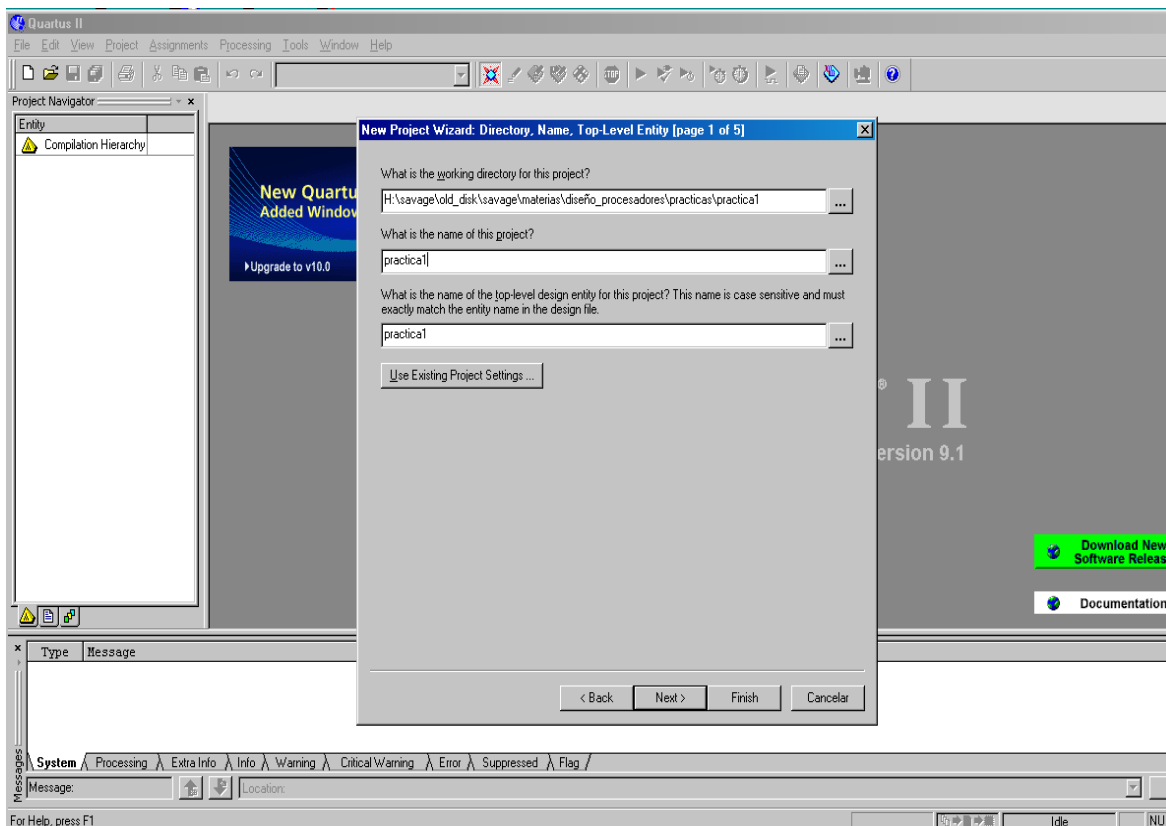 Quartus II
File Edit View Project Assignments Processing Tools Window Help
Project Navigator
Entity
Compilation Hierarchy
New Quartu
Added Window
Upgrade to v10.0
New Project Wizard: Directory, Name, Top-Level Entity [page 1 of 5]
What is the working directory for this project?
H:\savage\old_disk\savage\materias\diseño_procesadores\practicas\practica1
...
What is the name of this project?
practica1
...
What is the name of the top-level design entity for this project? This name is case sensitive and must
exactly match the entity name in the design file.
practica1
...
Use Existing Project Settings ...
® II
ersion 9.1
Download New
Software Releas
Documentation
< Back Next > Finish Cancelar
Type Message
System Processing Extra Info Info Warning Critical Warning Error Suppressed Flag
Messages
Message: Location:
For Help, press F1 Idle NU